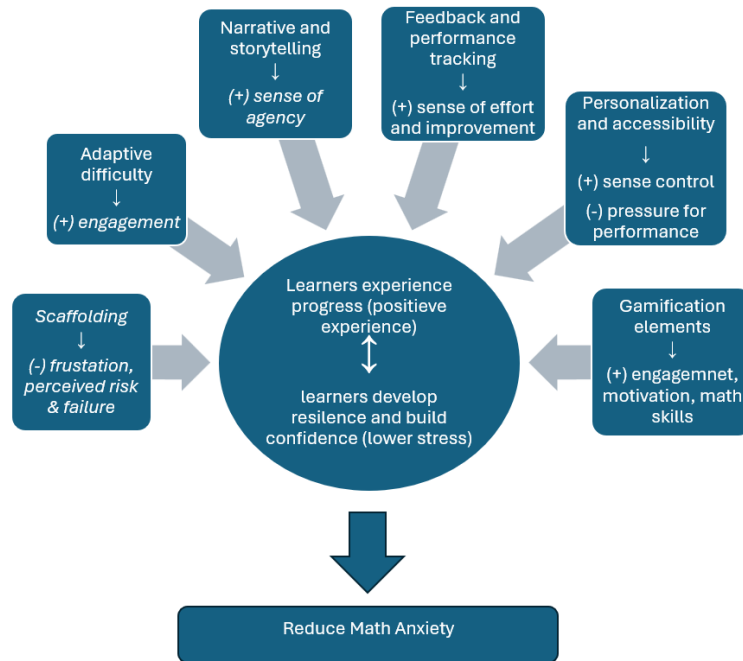 Narrative and
storytelling
↓
(+) sense of
agency
Feedback and
performance
tracking
↓
(+) sense of effort
and improvement
Personalization
and accessibility
↓
(+) sense control
(-) pressure for
performance
Adaptive
difficulty
↓
(+) engagement
Scaffolding
↓
(-) frustation,
perceived risk
& failure
Gamification
elements
↓
(+) engagemnet,
motivation, math
skills
Learners experience
progress (positieve
experience)
↕
learners develop
resilence and build
confidence (lower stress)
Reduce Math Anxiety